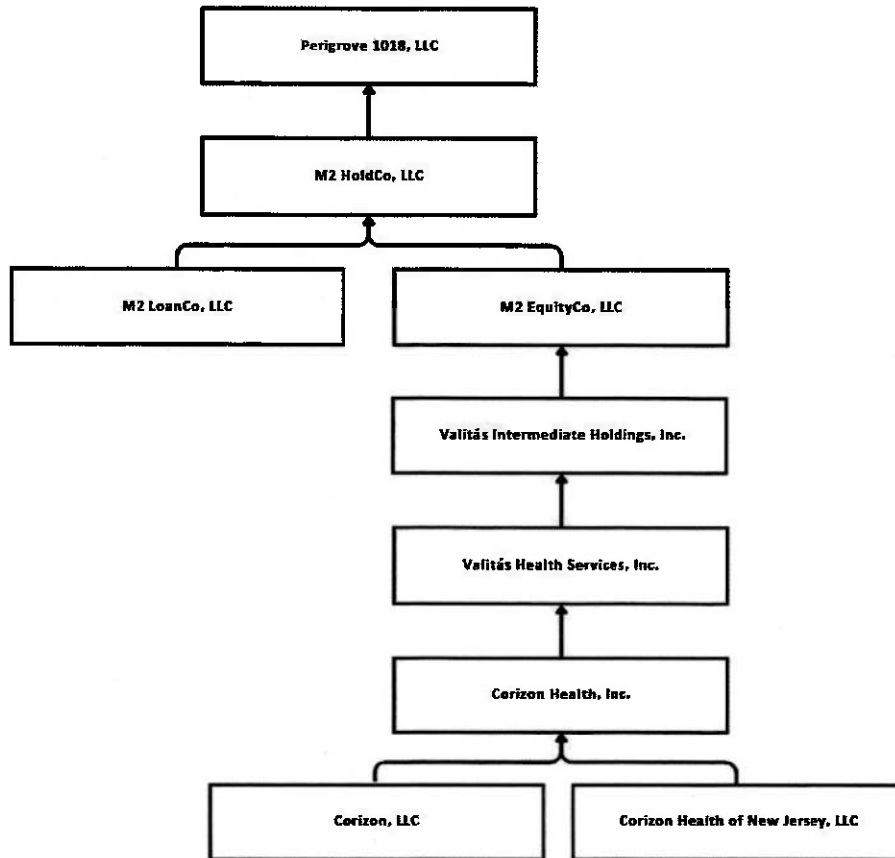 Perigrove 1018, LLC
M2 HoldCo, LLC
M2 LoanCo, LLC
M2 EquityCo, LLC
Valitás Intermediate Holdings, Inc.
Valitás Health Services, Inc.
Corizon Health, Inc.
Corizon, LLC
Corizon Health of New Jersey, LLC